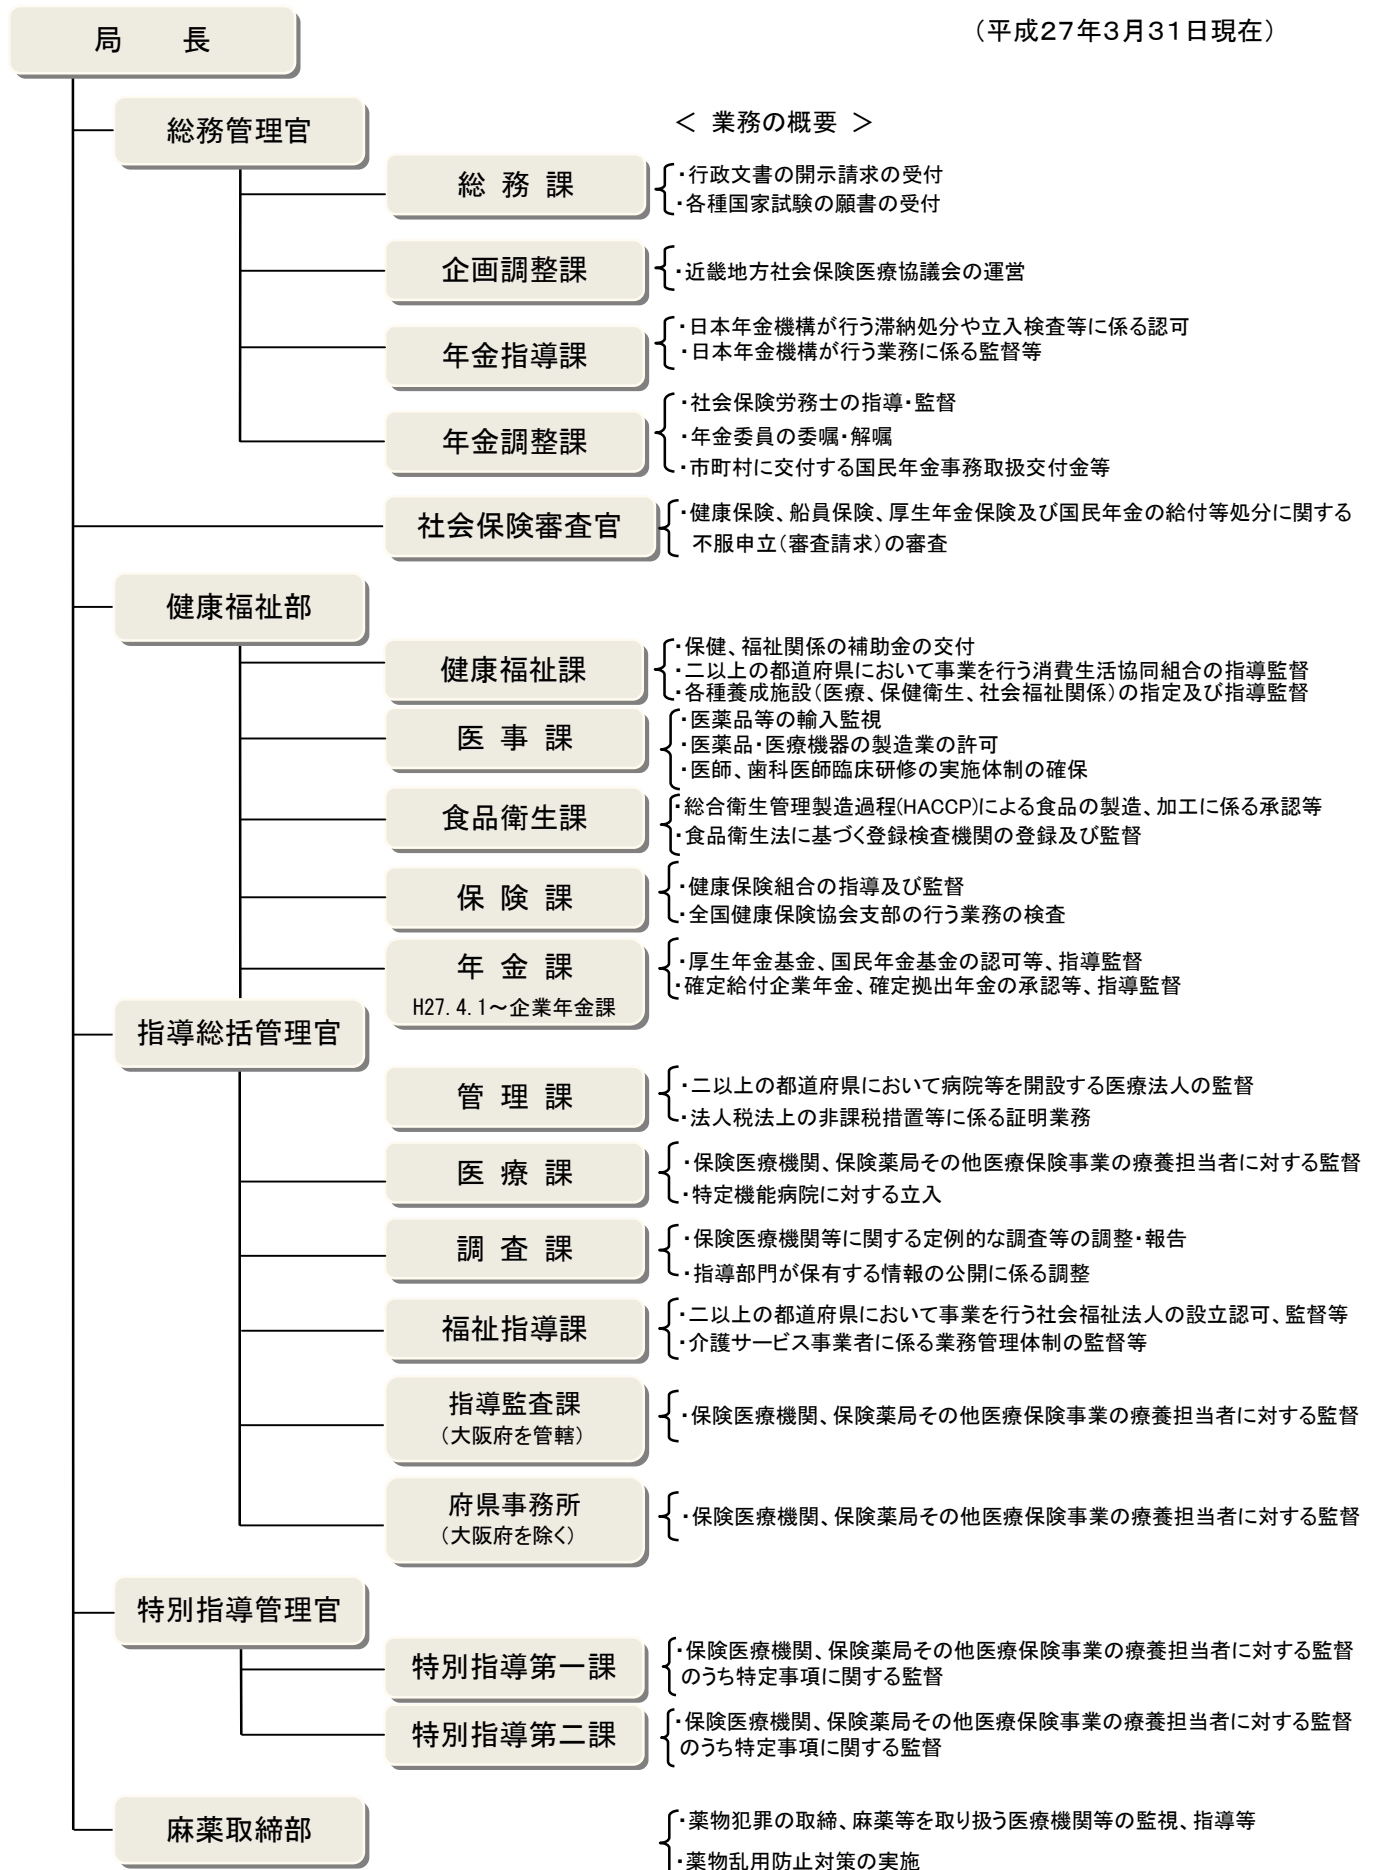 局　　長
（平成27年3月31日現在）
総務管理官
＜ 業務の概要 ＞
総 務 課
・行政文書の開示請求の受付
・各種国家試験の願書の受付
企画調整課
・近畿地方社会保険医療協議会の運営
年金指導課
・日本年金機構が行う滞納処分や立入検査等に係る認可
・日本年金機構が行う業務に係る監督等
年金調整課
・社会保険労務士の指導・監督
・年金委員の委嘱・解嘱
・市町村に交付する国民年金事務取扱交付金等
社会保険審査官
・健康保険、船員保険、厚生年金保険及び国民年金の給付等処分に関する
不服申立（審査請求）の審査
健康福祉部
健康福祉課
・保健、福祉関係の補助金の交付
・二以上の都道府県において事業を行う消費生活協同組合の指導監督
・各種養成施設（医療、保健衛生、社会福祉関係）の指定及び指導監督
医 事 課
・医薬品等の輸入監視
・医薬品・医療機器の製造業の許可
・医師、歯科医師臨床研修の実施体制の確保
食品衛生課
・総合衛生管理製造過程(HACCP)による食品の製造、加工に係る承認等
・食品衛生法に基づく登録検査機関の登録及び監督
保 険 課
・健康保険組合の指導及び監督
・全国健康保険協会支部の行う業務の検査
年 金 課
H27.4.1～企業年金課
・厚生年金基金、国民年金基金の認可等、指導監督
・確定給付企業年金、確定拠出年金の承認等、指導監督
指導総括管理官
管 理 課
・二以上の都道府県において病院等を開設する医療法人の監督
・法人税法上の非課税措置等に係る証明業務
医 療 課
・保険医療機関、保険薬局その他医療保険事業の療養担当者に対する監督
・特定機能病院に対する立入
調 査 課
・保険医療機関等に関する定例的な調査等の調整・報告
・指導部門が保有する情報の公開に係る調整
福祉指導課
・二以上の都道府県において事業を行う社会福祉法人の設立認可、監督等
・介護サービス事業者に係る業務管理体制の監督等
指導監査課
（大阪府を管轄）
・保険医療機関、保険薬局その他医療保険事業の療養担当者に対する監督
府県事務所
（大阪府を除く）
・保険医療機関、保険薬局その他医療保険事業の療養担当者に対する監督
特別指導管理官
特別指導第一課
・保険医療機関、保険薬局その他医療保険事業の療養担当者に対する監督
のうち特定事項に関する監督
特別指導第二課
・保険医療機関、保険薬局その他医療保険事業の療養担当者に対する監督
のうち特定事項に関する監督
麻薬取締部
・薬物犯罪の取締、麻薬等を取り扱う医療機関等の監視、指導等
・薬物乱用防止対策の実施